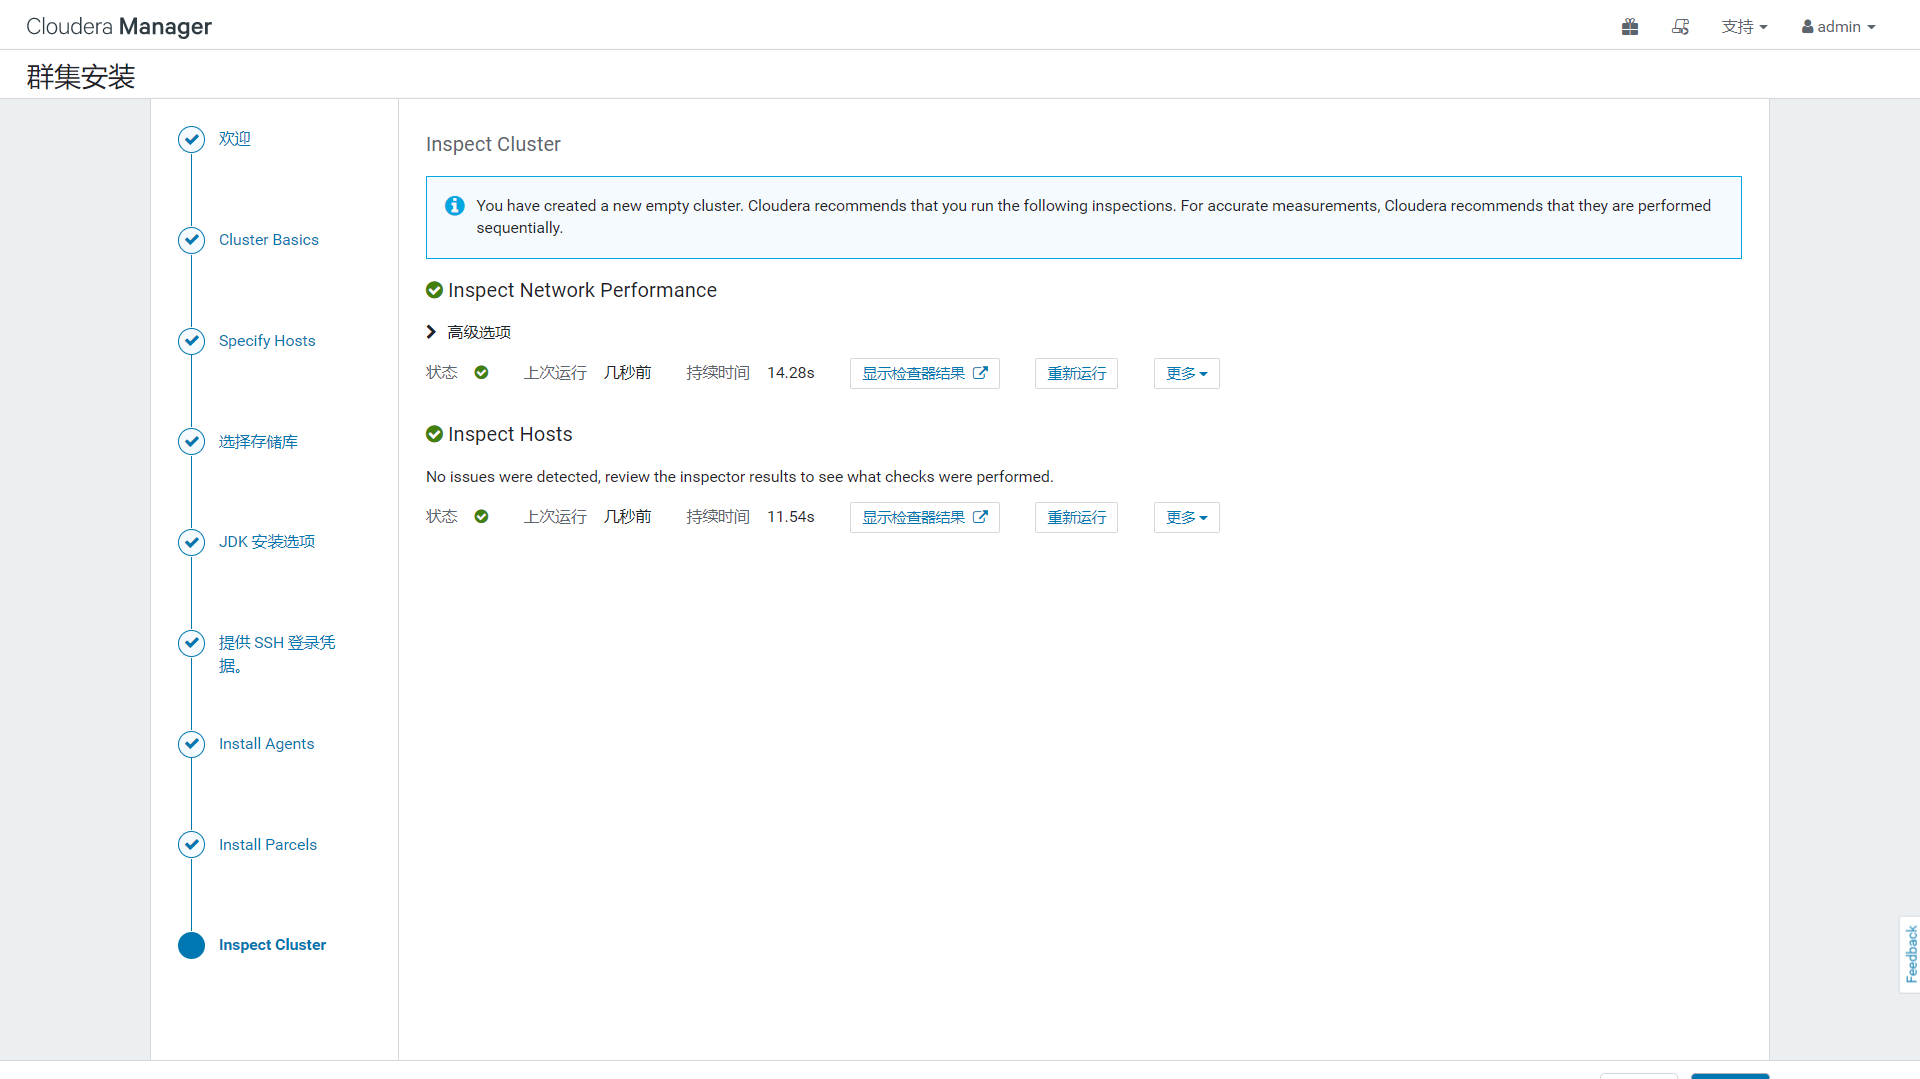 Cloudera Manager
支持
admin
群集安装
欢迎
Cluster Basics
Specify Hosts
选择存储库
JDK 安装选项
提供 SSH 登录凭
据。
Install Agents
Install Parcels
Inspect Cluster
Inspect Cluster
You have created a new empty cluster. Cloudera recommends that you run the following inspections. For accurate measurements, Cloudera recommends that they are performed
sequentially.
Inspect Network Performance
高级选项
状态 上次运行 几秒前 持续时间 14.28s 显示检查器结果 重新运行 更多
Inspect Hosts
No issues were detected, review the inspector results to see what checks were performed.
状态 上次运行 几秒前 持续时间 11.54s 显示检查器结果 重新运行 更多
Feedback